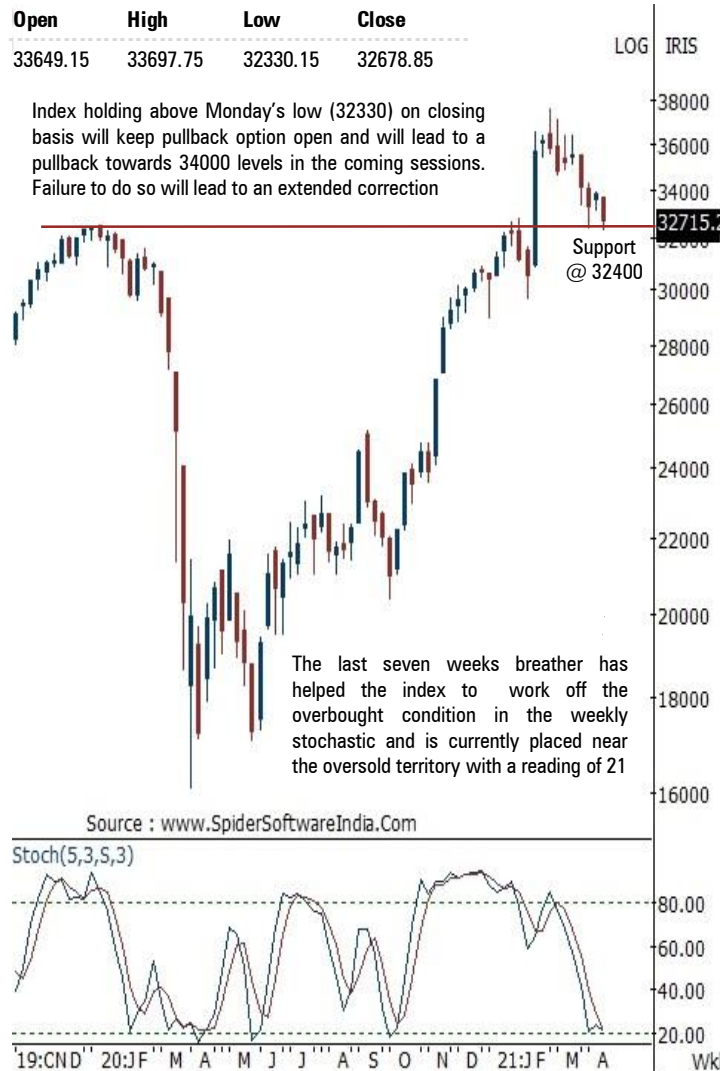 Open High Low Close
33649.15 33697.75 32330.15 32678.85
LOG IRIS
Index holding above Monday's low (32330) on closing
basis will keep pullback option open and will lead to a
pullback towards 34000 levels in the coming sessions.
Failure to do so will lead to an extended correction
38000
36000
34000
32715.2
32000
Support
@ 32400
30000
28000
26000
24000
22000
20000
The last seven weeks breather has
helped the index to work off the
overbought condition in the weekly
stochastic and is currently placed near
the oversold territory with a reading of 21
18000
16000
Source : www.SpiderSoftwareIndia.Com
Stoch(5,3,S,3)
80.00
60.00
40.00
20.00
'19:CND'' '20:JF M A M J J A S O N D '21:JF M A Wk